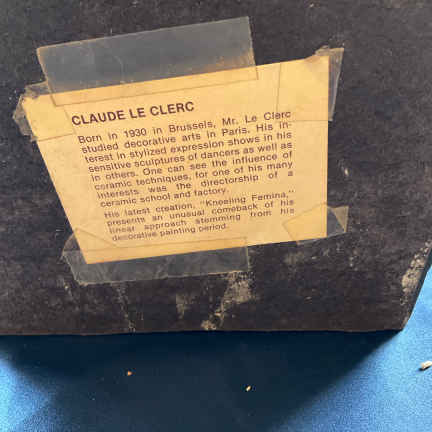 CLAUDE LE CLERC
Born in 1930 in Brussels, Mr. Le Clerc
studied decorative arts in Paris. His in-
terest in stylized expression shows in his
sensitive sculptures of dancers as well as
in others. One can see the influence of
ceramic techniques, for one of his many
interests was the directorship of a
ceramic school and factory.
His latest creation, "Kneeling Femina,"
presents an unusual comeback of his
linear approach stemming from his
decorative painting period.